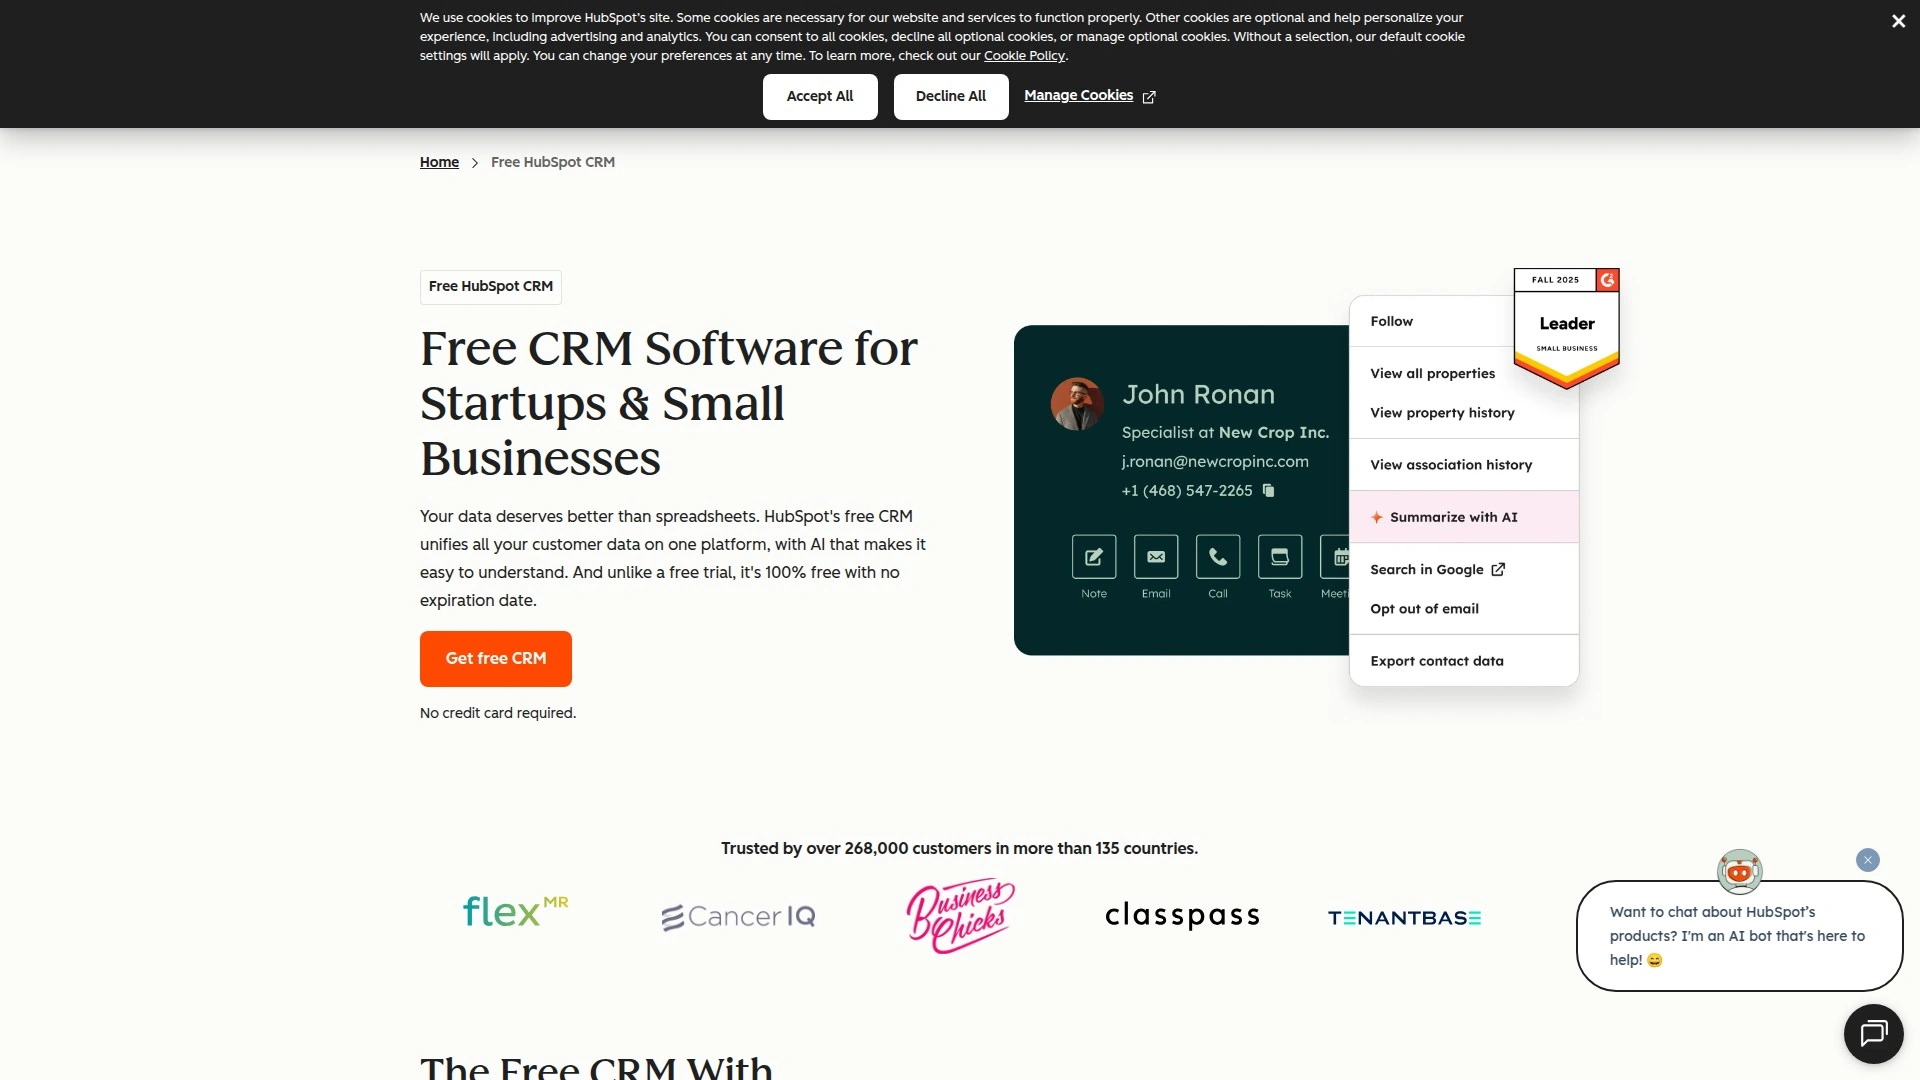 We use cookies to improve HubSpot's site. Some cookies are necessary for our website and services to function properly. Other cookies are optional and help personalize your
experience, including advertising and analytics. You can consent to all cookies, decline all optional cookies, or manage optional cookies. Without a selection, our default cookie
settings will apply. You can change your preferences at any time. To learn more, check out our Cookie Policy.
Accept All
Decline All
Manage Cookies
Home
Free HubSpot CRM
Free HubSpot CRM
Free CRM Software for
Startups & Small
Businesses
Your data deserves better than spreadsheets. HubSpot's free CRM
unifies all your customer data on one platform, with AI that makes it
easy to understand. And unlike a free trial, it's 100% free with no
expiration date.
Get free CRM
No credit card required.
John Ronan
Specialist at New Crop Inc.
j.ronan@newcropinc.com
+1 (468) 547-2265
Note
Email
Call
Task
Meeti
Follow
View all properties
View property history
View association history
Summarize with AI
Search in Google
Opt out of email
Export contact data
FALL 2025
G2
Leader
SMALL BUSINESS
Trusted by over 268,000 customers in more than 135 countries.
flexMR
CancerIQ
Business
Chicks
classpass
TENANTBASE
Want to chat about HubSpot's
products? I'm an AI bot that's here to
help! 😄
The Free CRM With